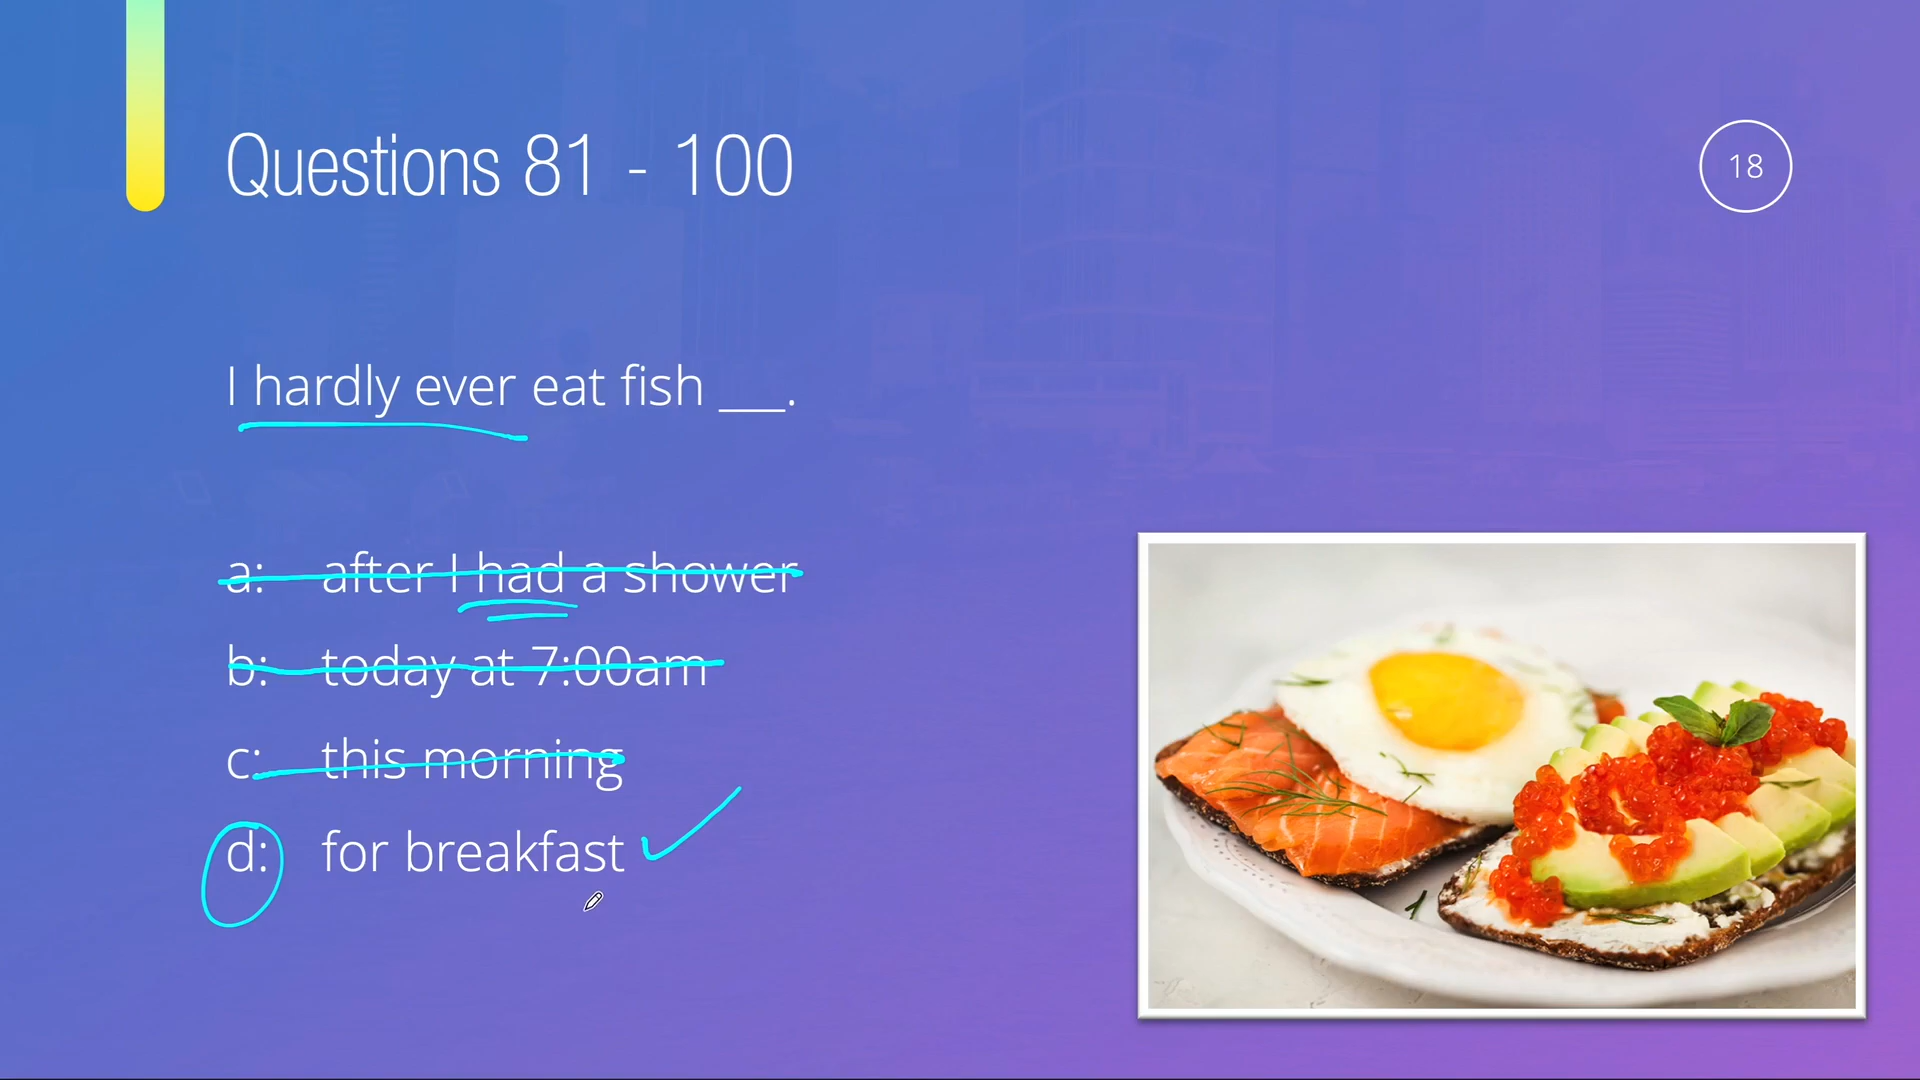 Questions 81 - 100
18
I hardly ever eat fish ___.
a: after I had a shower
b: today at 7:00am
c: this morning
d: for breakfast